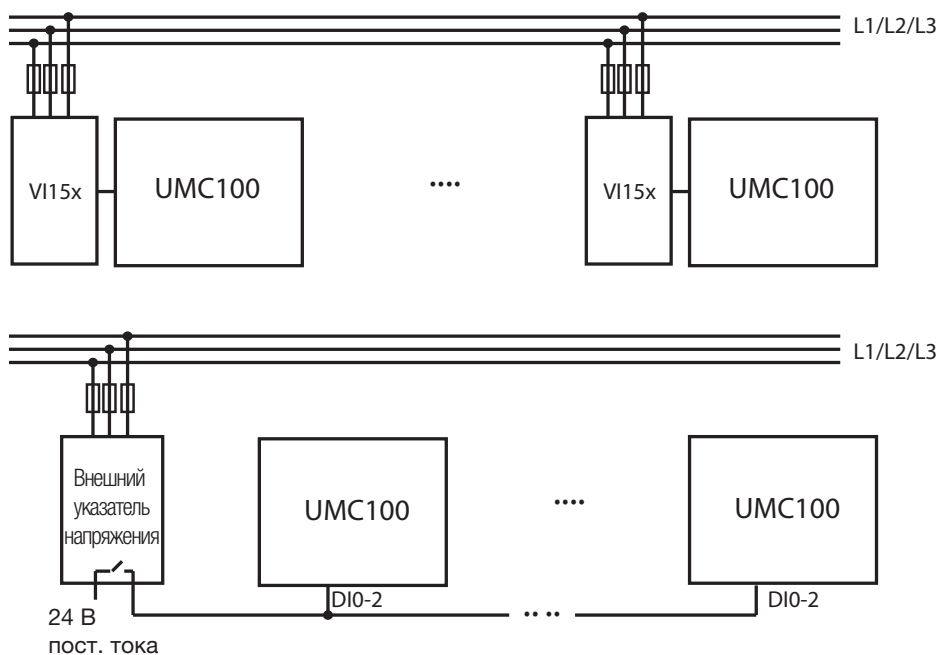 L1/L2/L3
VI15x
UMC100
....
VI15x
UMC100
L1/L2/L3
Внешний
указатель
напряжения
UMC100
....
UMC100
DI0-2
.. ..
DI0-2
24 В
пост. тока